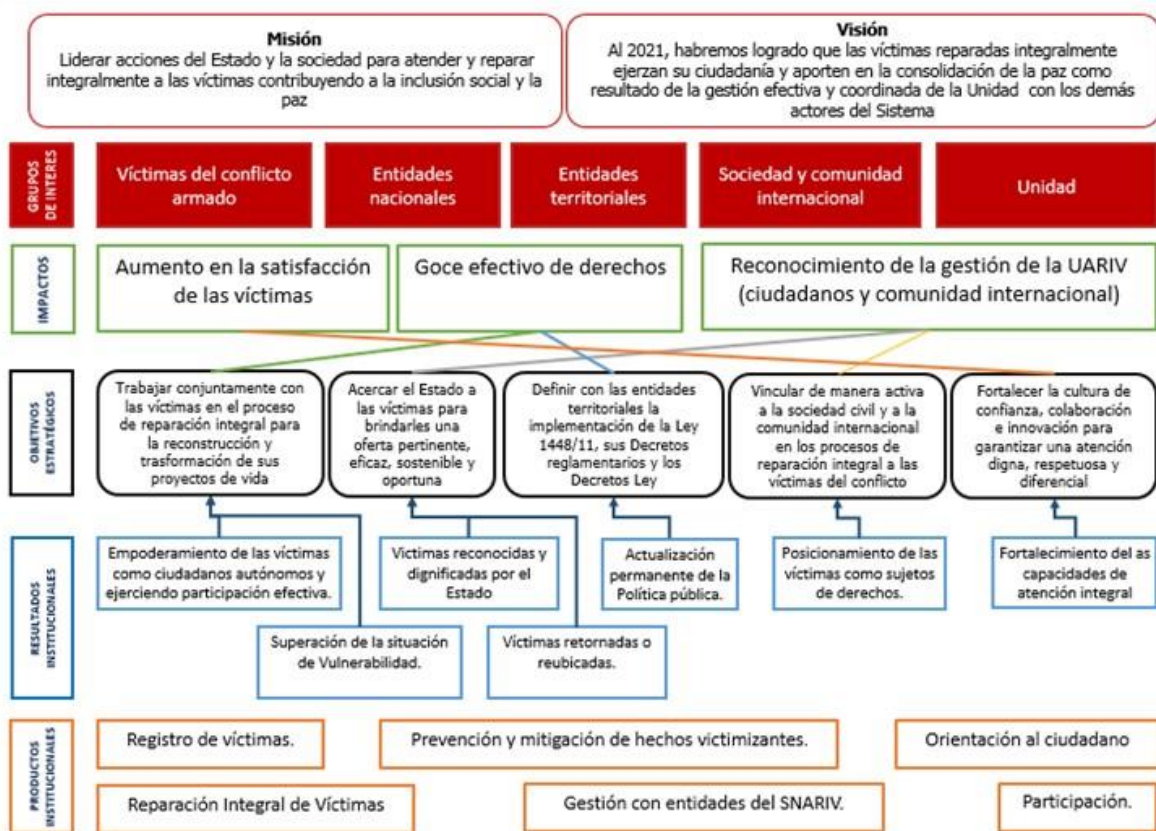 Misión
Liderar acciones del Estado y la sociedad para atender y reparar
integralmente a las víctimas contribuyendo a la inclusión social y la
paz
Visión
Al 2021, habremos logrado que las víctimas reparadas integralmente
ejerzan su ciudadanía y aporten en la consolidación de la paz como
resultado de la gestión efectiva y coordinada de la Unidad con los demás
actores del Sistema
GRUPOS
DE INTERES
Víctimas del conflicto
armado
Entidades
nacionales
Entidades
territoriales
Sociedad y comunidad
internacional
Unidad
IMPACTOS
Aumento en la satisfacción
de las víctimas
Goce efectivo de derechos
Reconocimiento de la gestión de la UARIV
(ciudadanos y comunidad internacional)
OBJETIVOS
ESTRATÉGICOS
Trabajar conjuntamente con
las víctimas en el proceso
de reparación integral para
la reconstrucción y
trasformación de sus
proyectos de vida
Acercar el Estado a
las víctimas para
brindarles una
oferta pertinente,
eficaz, sostenible y
oportuna
Definir con las entidades
territoriales la
implementación de la Ley
1448/11, sus Decretos
reglamentarios y los
Decretos Ley
Vincular de manera activa
a la sociedad civil y a la
comunidad internacional
en los procesos de
reparación integral a las
víctimas del conflicto
Fortalecer la cultura de
confianza, colaboración
e innovación para
garantizar una atención
digna, respetuosa y
diferencial
RESULTADOS
INSTITUCIONALES
Empoderamiento de las víctimas
como ciudadanos autónomos y
ejerciendo participación efectiva.
Victimas reconocidas y
dignificadas por el
Estado
Actualización
permanente de la
Política pública.
Posicionamiento de las
víctimas como sujetos
de derechos.
Fortalecimiento del as
capacidades de
atención integral
Superación de la situación
de Vulnerabilidad.
Víctimas retornadas o
reubicadas.
PRODUCTOS
INSTITUCIONALES
Registro de víctimas.
Prevención y mitigación de hechos victimizantes.
Orientación al ciudadano
Reparación Integral de Víctimas
Gestión con entidades del SNARIV.
Participación.